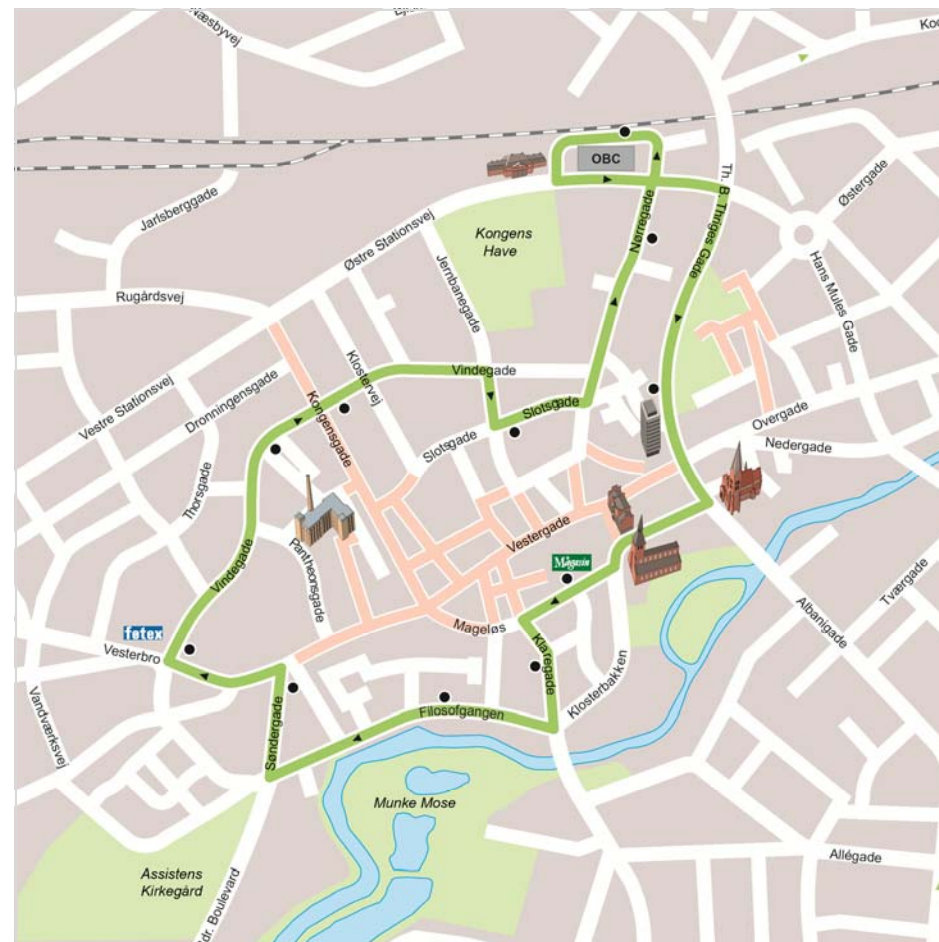 Næsbyvej
Jarlsberggade
Østre Stationsvej
OBC
Kongens
Have
Jernbanegade
Nørregade
Th. B Thriges Gade
Østergade
Hans Mules Gade
Rugårdsvej
Vestre Stationsvej
Dronningensgade
Kongensgade
Klostervej
Vindegade
Slotsgade
Slotsgade
Overgade
Nedergade
Thorsgade
Vindegade
Pantheonsgade
Vestergade
Magasin
Mageløs
Klaregade
Klosterbakken
Albanigade
Tværgade
føtex
Vesterbro
Vandværksvej
Søndergade
Filosofgangen
Munke Mose
Allégade
Assistens
Kirkegård
dr. Boulevard